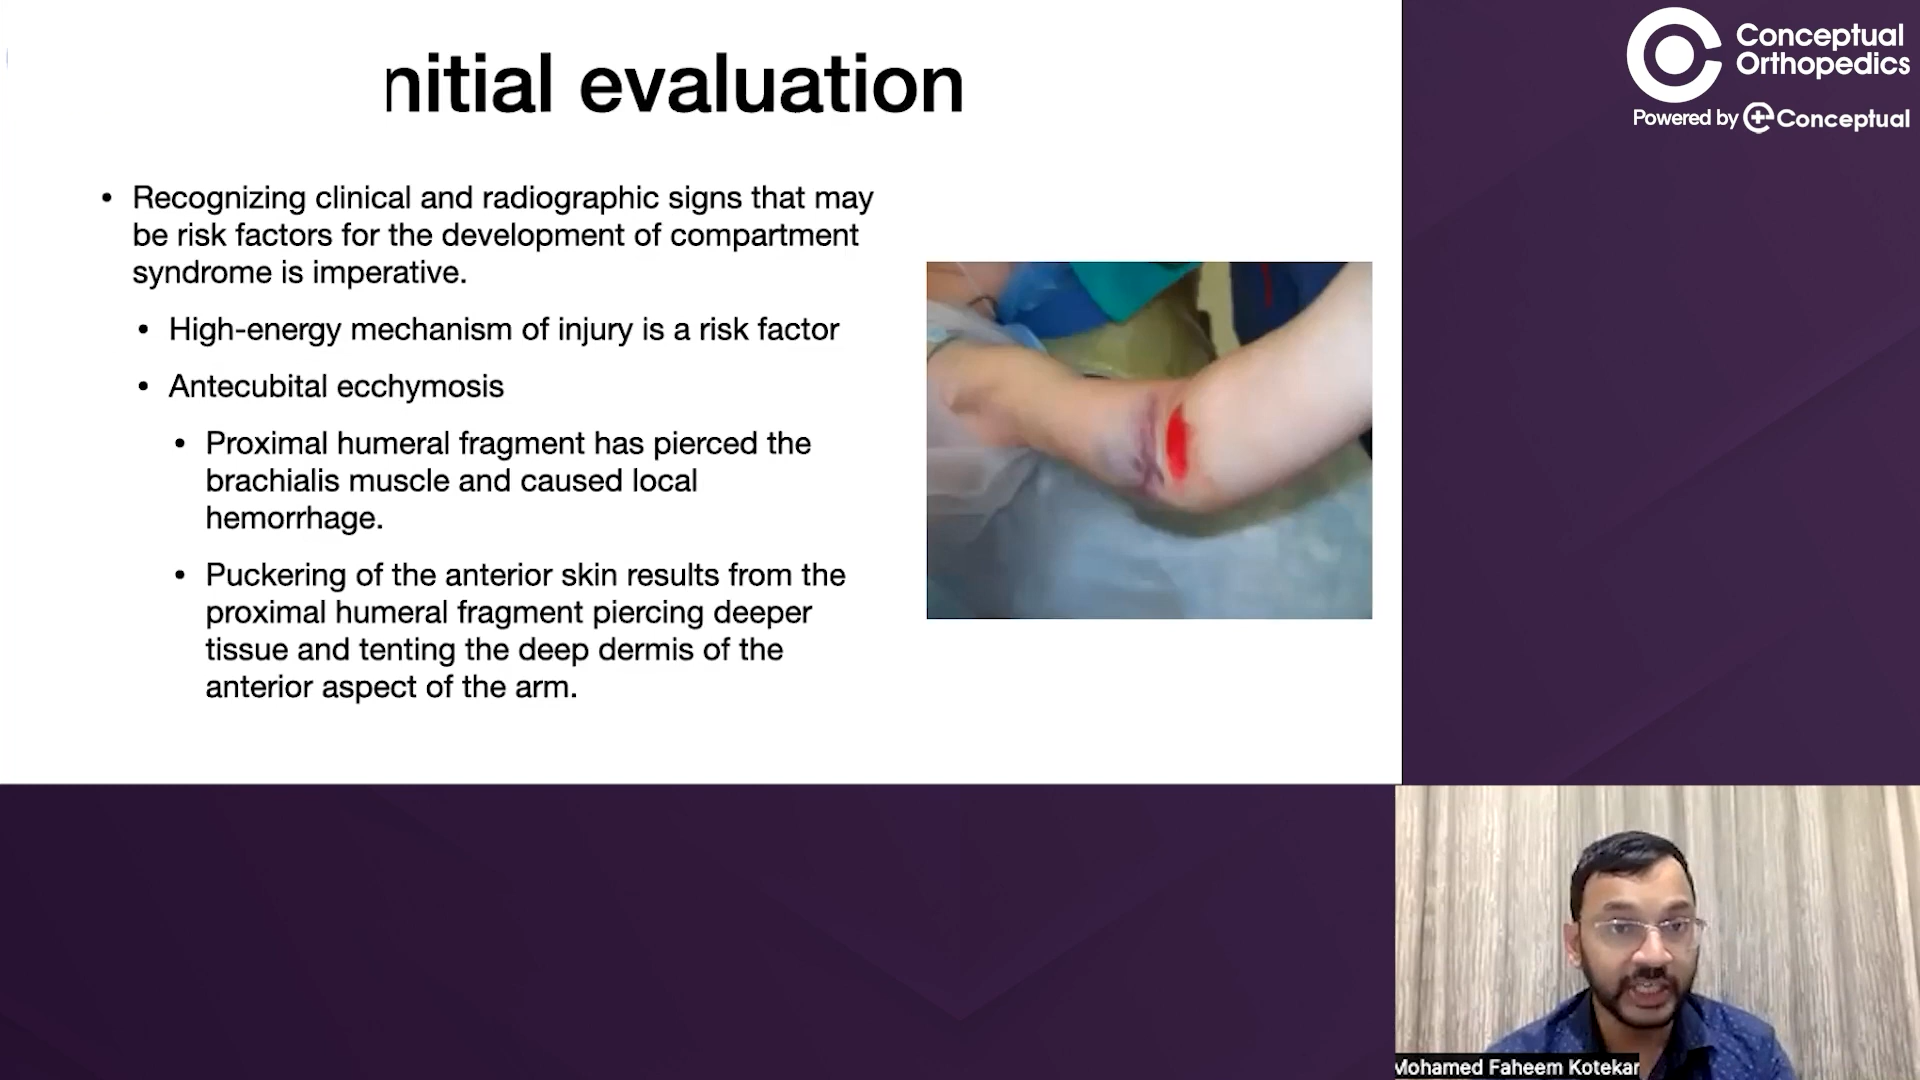 nitial evaluation
• Recognizing clinical and radiographic signs that may
be risk factors for the development of compartment
syndrome is imperative.
• High-energy mechanism of injury is a risk factor
• Antecubital ecchymosis
• Proximal humeral fragment has pierced the
brachialis muscle and caused local
hemorrhage.
• Puckering of the anterior skin results from the
proximal humeral fragment piercing deeper
tissue and tenting the deep dermis of the
anterior aspect of the arm.
Conceptual
Orthopedics
Powered by Conceptual
Mohamed Faheem Kotekar